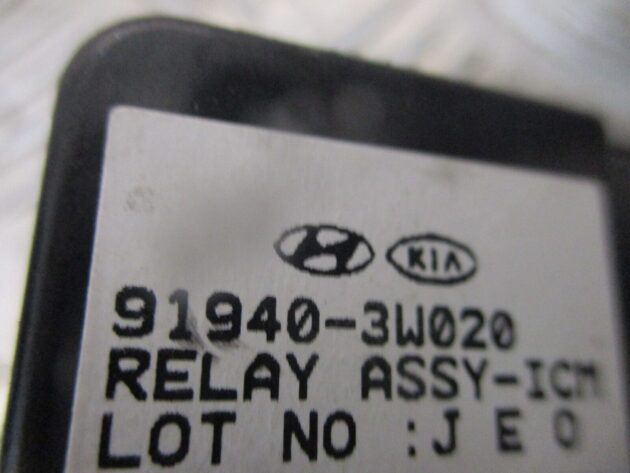 KIA
91940-3W020
RELAY ASSY-ICM
LOT NO :J E 0